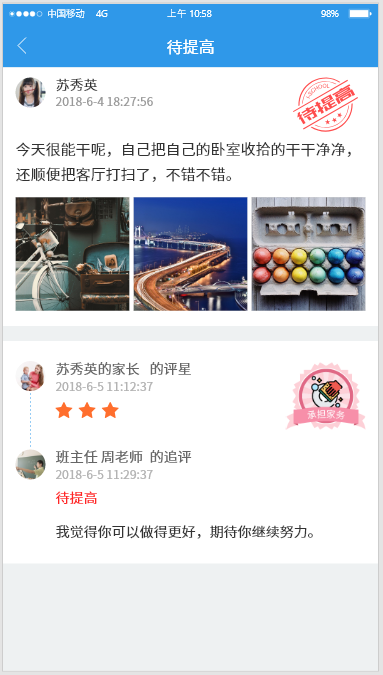 中国移动 4G 上午 10:58 98%
待提高
苏秀英
2018-6-4 18:27:56
SCHOOL
待提高
今天很能干呢，自己把自己的卧室收拾的干干净净，
还顺便把客厅打扫了，不错不错。
苏秀英的家长 的评星
2018-6-5 11:12:37
承担家务
班主任 周老师 的追评
2018-6-5 11:29:37
待提高
我觉得你可以做得更好，期待你继续努力。